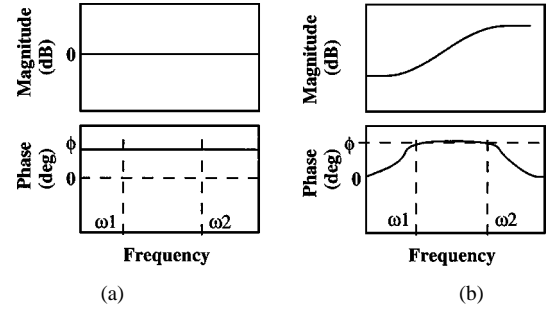 Magnitude
(dB)
0
Phase
(deg)
ϕ
0
ω1
ω2
Frequency
(a)
Magnitude
(dB)
Phase
(deg)
ϕ
0
ω1
ω2
Frequency
(b)